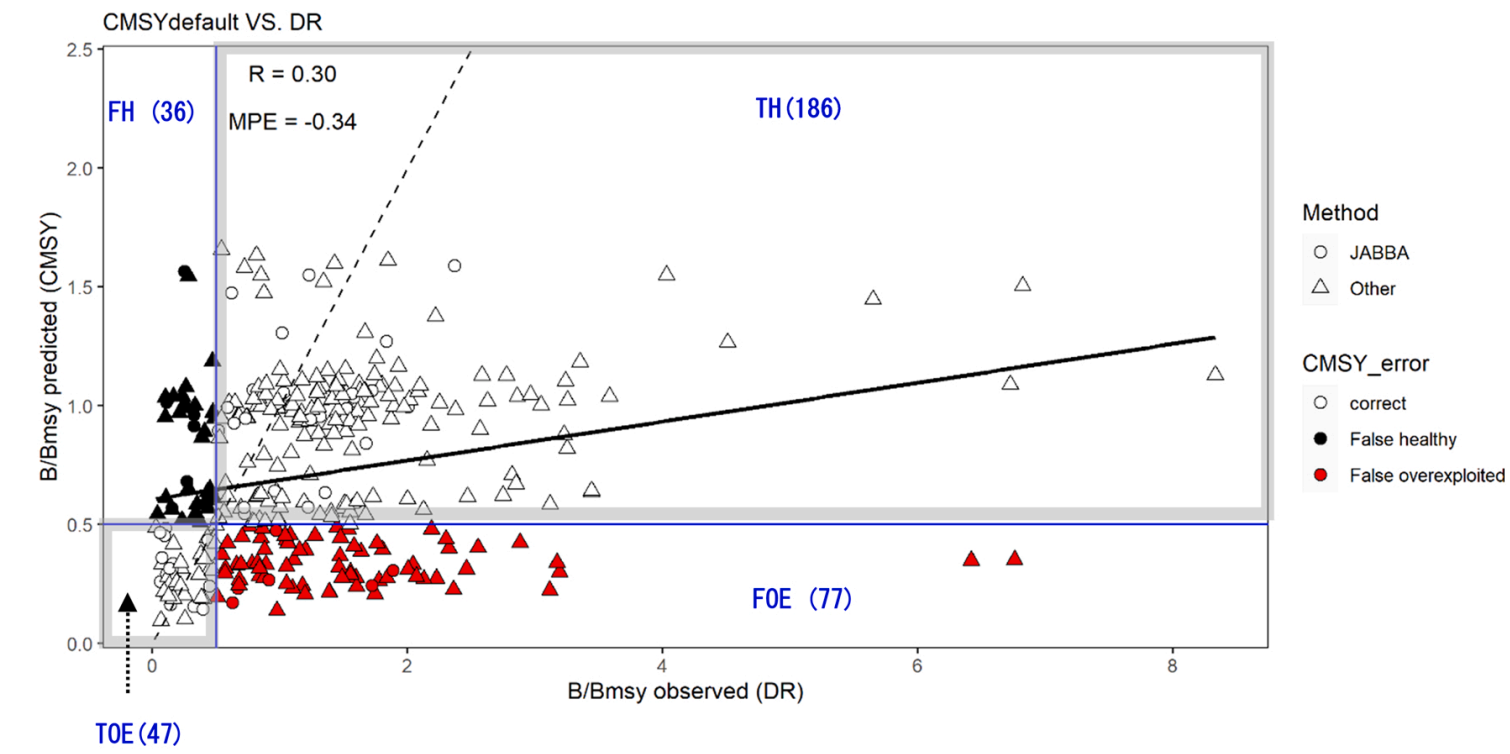 CMSYdefault VS. DR
2.5
R = 0.30
FH (36)
TH(186)
MPE = -0.34
2.0
1.5
1.0
0.5
0.0
B/Bmsy predicted (CMSY)
FOE (77)
0
2
4
6
8
B/Bmsy observed (DR)
TOE(47)
Method
JABBA
Other
CMSY_error
correct
False healthy
False overexploited